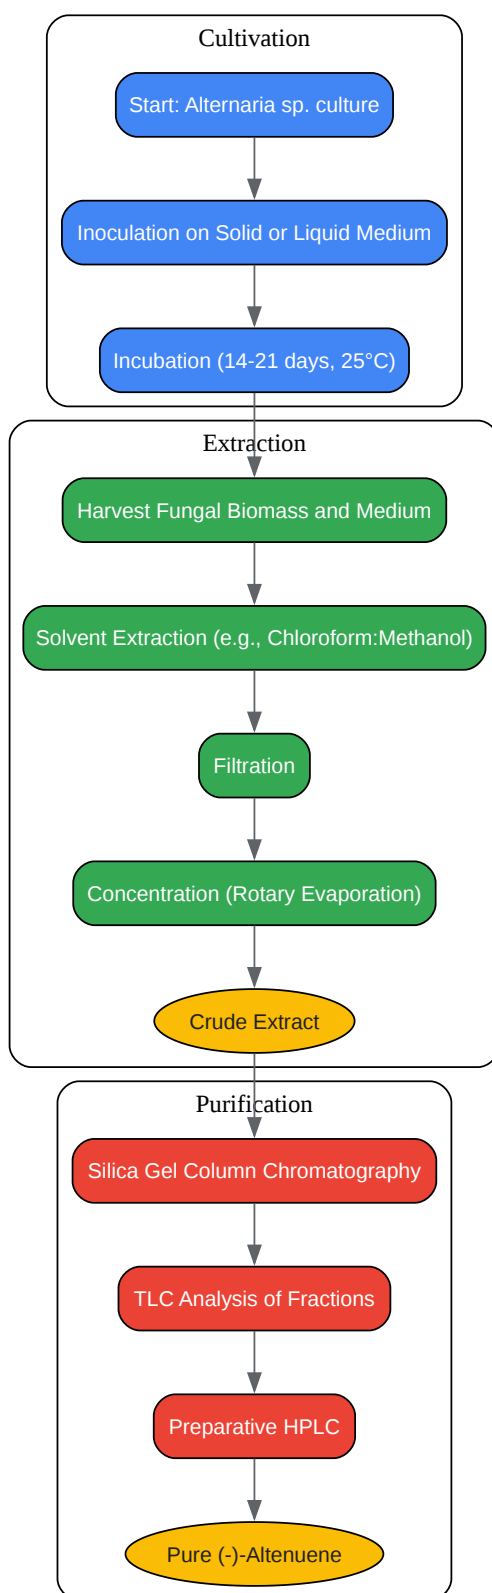 Cultivation
Start: Alternaria sp. culture
Inoculation on Solid or Liquid Medium
Incubation (14-21 days, 25°C)
Extraction
Harvest Fungal Biomass and Medium
Solvent Extraction (e.g., Chloroform:Methanol)
Filtration
Concentration (Rotary Evaporation)
Crude Extract
Purification
Silica Gel Column Chromatography
TLC Analysis of Fractions
Preparative HPLC
Pure (-)-Altenuene